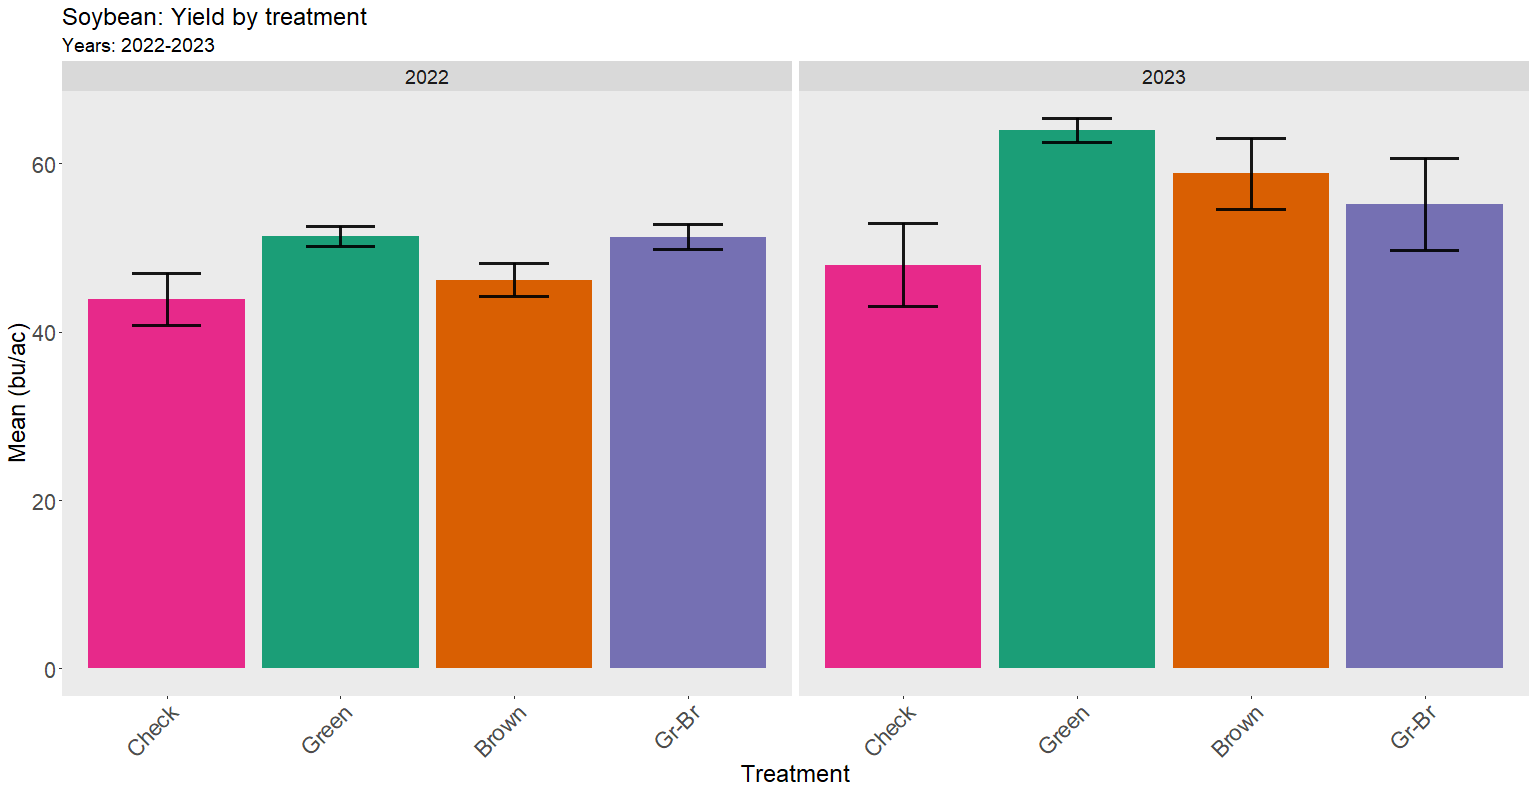 Soybean: Yield by treatment
Years: 2022-2023
2022
2023
Mean (bu/ac)
60
40
20
0
Check
Green
Brown
Gr-Br
Check
Green
Brown
Gr-Br
Treatment